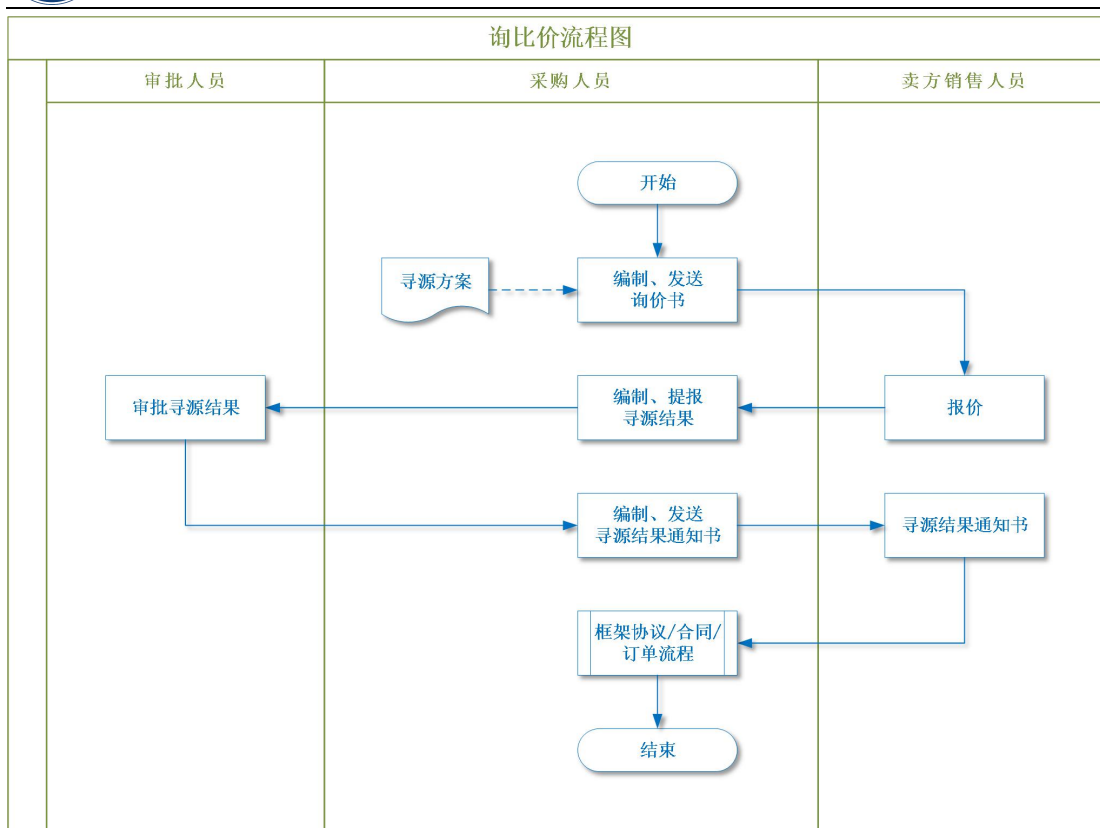 询比价流程图
审批人员
采购人员
卖方销售人员
开始
寻源方案
编制、发送
询价书
审批寻源结果
编制、提报
寻源结果
报价
编制、发送
寻源结果通知书
寻源结果通知书
框架协议/合同/
订单流程
结束